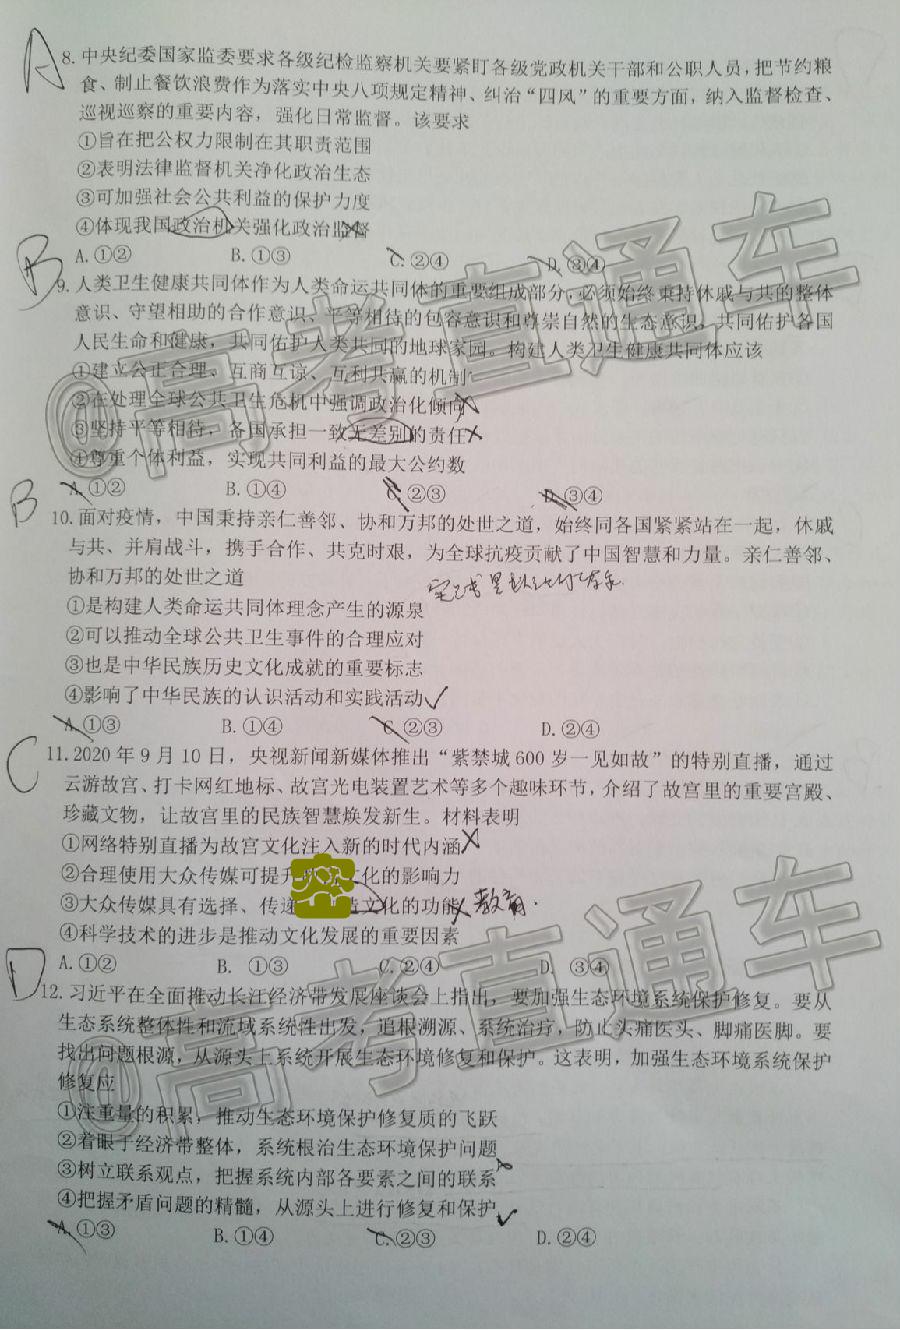 A
8. 中央纪委国家监委要求各级纪检监察机关要紧盯各级党政机关干部和公职人员，把节约粮
食、制止餐饮浪费作为落实中央八项规定精神、纠治“四风”的重要方面，纳入监督检查、
巡视巡察的重要内容，强化日常监督。该要求
①旨在把公权力限制在其职责范围
②表明法律监督机关净化政治生态
③可加强社会公共利益的保护力度
④体现我国政治机关强化政治监督
A. ①② B. ①③ C. ②④ D. ③④
B
9. 人类卫生健康共同体作为人类命运共同体的重要组成部分，必须始终秉持休戚与共的整体
意识、守望相助的合作意识、平等相待的包容意识和尊崇自然的生态意识，共同佑护各国
人民生命和健康，共同佑护人类共同的地球家园。构建人类卫生健康共同体应该
①建立公正合理、互商互谅、互利共赢的机制
②在处理全球公共卫生危机中强调政治化倾向
③坚持平等相待，各国承担一致无差别的责任
④尊重个体利益，实现共同利益的最大公约数
A. ①② B. ①④ C. ②③ D. ③④
B
10. 面对疫情，中国秉持亲仁善邻、协和万邦的处世之道，始终同各国紧紧站在一起，休戚
与共、并肩战斗，携手合作、共克时艰，为全球抗疫贡献了中国智慧和力量。亲仁善邻、
协和万邦的处世之道
①是构建人类命运共同体理念产生的源泉
②可以推动全球公共卫生事件的合理应对
③也是中华民族历史文化成就的重要标志
④影响了中华民族的认识活动和实践活动
A. ①③ B. ①④ C. ②③ D. ②④
C
11. 2020 年 9 月 10 日，央视新闻新媒体推出“紫禁城 600 岁一见如故”的特别直播，通过
云游故宫、打卡网红地标、故宫光电装置艺术等多个趣味环节，介绍了故宫里的重要宫殿、
珍藏文物，让故宫里的民族智慧焕发新生。材料表明
①网络特别直播为故宫文化注入新的时代内涵
②合理使用大众传媒可提升文化的影响力
③大众传媒具有选择、传递文化的功能 教育
④科学技术的进步是推动文化发展的重要因素
A. ①② B. ①③ C. ②④ D. ③④
D
12. 习近平在全面推动长江经济带发展座谈会上指出，要加强生态环境系统保护修复。要从
生态系统整体性和流域系统性出发，追根溯源、系统治疗，防止头痛医头、脚痛医脚。要
找出问题根源，从源头上系统开展生态环境修复和保护。这表明，加强生态环境系统保护
修复应
①注重量的积累，推动生态环境保护修复质的飞跃
②着眼于经济带整体，系统根治生态环境保护问题
③树立联系观点，把握系统内部各要素之间的联系
④把握矛盾问题的精髓，从源头上进行修复和保护
A. ①③ B. ①④ C. ②③ D. ②④
@高考直通车
@高考直通车